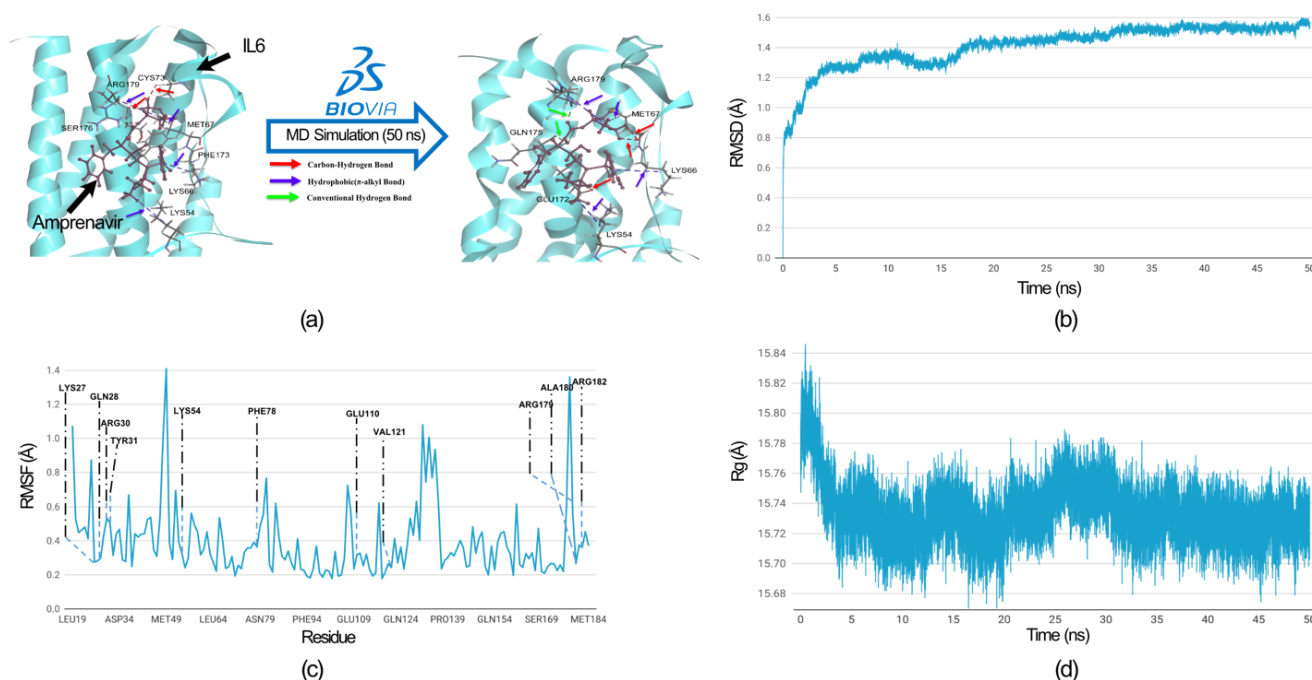 IL6
CYS73
ARG179
SER176
MET67
PHE173
LYS66
LYS54
Amprenavir
DS
BIOVIA
MD Simulation (50 ns)
Carbon-Hydrogen Bond
Hydrophobic(π-alkyl Bond)
Conventional Hydrogen Bond
ARG179
MET67
GLN175
LYS66
GLU172
LYS54
(a)
1.6
1.4
1.2
1.0
0.8
0.6
0.4
0.2
0.0
RMSD (Å)
0 5 10 15 20 25 30 35 40 45 50
Time (ns)
(b)
1.4
1.2
1.0
0.8
0.6
0.4
0.2
0.0
RMSF (Å)
LYS27
GLN28
ARG30
TYR31
LYS54
PHE78
GLU110
VAL121
ARG179
ALA180
ARG182
LEU19 ASP34 MET49 LEU64 ASN79 PHE94 GLU109 GLN124 PRO139 GLN154 SER169 MET184
Residue
(c)
15.84
15.82
15.80
15.78
15.76
15.74
15.72
15.70
15.68
Rg (Å)
0 5 10 15 20 25 30 35 40 45 50
Time (ns)
(d)